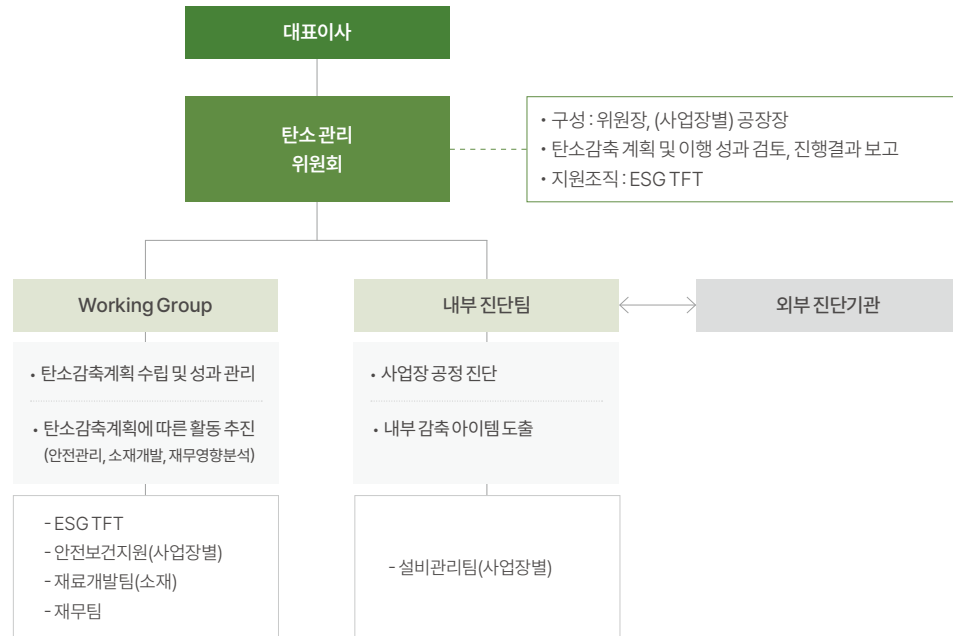 대표이사
탄소 관리
위원회
• 구성 : 위원장, (사업장별) 공장장
• 탄소감축 계획 및 이행 성과 검토, 진행결과 보고
• 지원조직 : ESG TFT
Working Group
내부 진단팀
외부 진단기관
• 탄소감축계획 수립 및 성과 관리
• 탄소감축계획에 따른 활동 추진
(안전관리, 소재개발, 재무영향분석)
• 사업장 공정 진단
• 내부 감축 아이템 도출
- ESG TFT
- 안전보건지원(사업장별)
- 재료개발팀(소재)
- 재무팀
- 설비관리팀(사업장별)